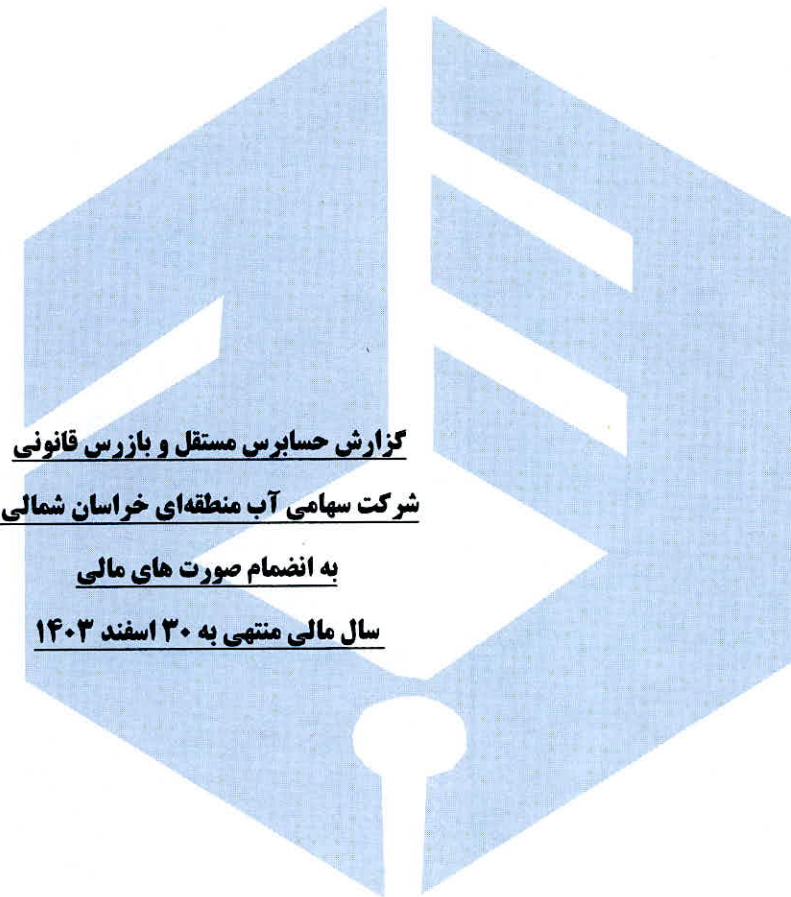 گزارش حسابرس مستقل و بازرس قانونی
شرکت سهامی آب منطقه‌ای خراسان شمالی
به انضمام صورت های مالی
سال مالی منتهی به ۳۰ اسفند ۱۴۰۳